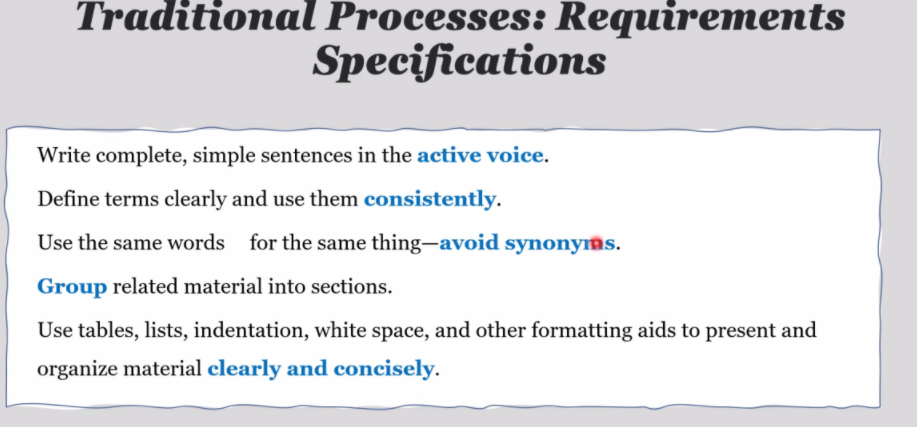 Traditional Processes: Requirements
Specifications
Write complete, simple sentences in the active voice.
Define terms clearly and use them consistently.
Use the same words for the same thing—avoid synonyms.
Group related material into sections.
Use tables, lists, indentation, white space, and other formatting aids to present and
organize material clearly and concisely.